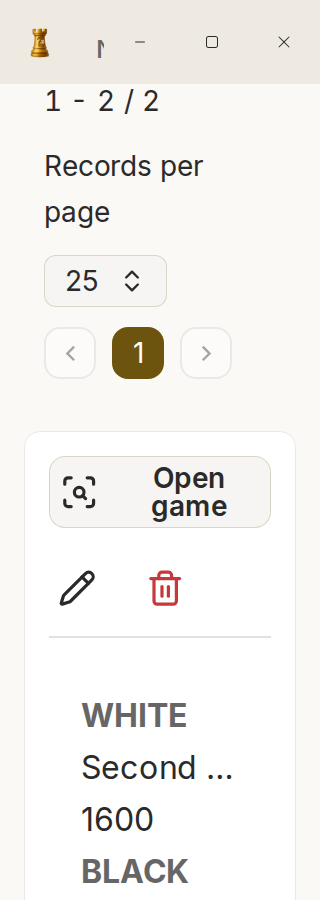 1 - 2 / 2
Records per
page
25
1
Open
game
WHITE
Second ...
1600
BLACK